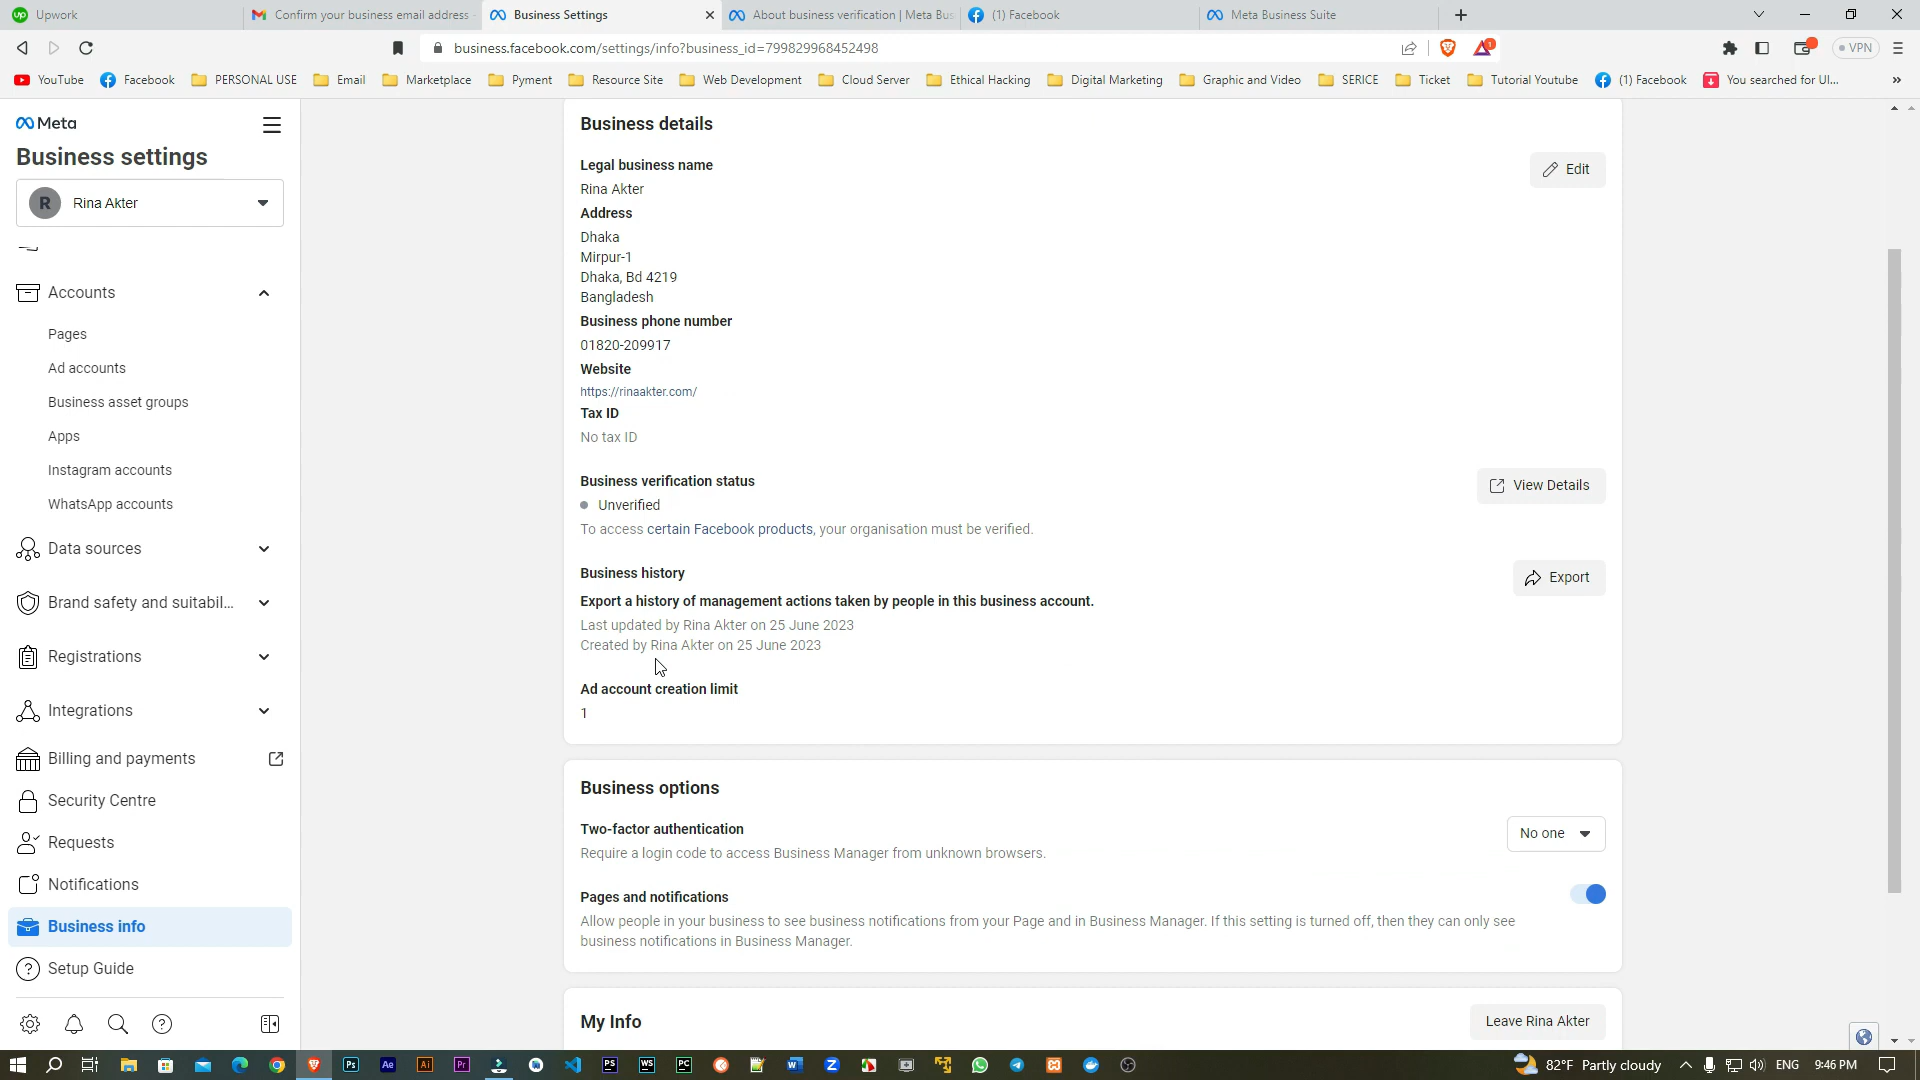 Upwork
Confirm your business email address
Business Settings
About business verification | Meta Bus
(1) Facebook
Meta Business Suite
business.facebook.com/settings/info?business_id=799829968452498
1
VPN
YouTube
Facebook
PERSONAL USE
Email
Marketplace
Pyment
Resource Site
Web Development
Cloud Server
Ethical Hacking
Digital Marketing
Graphic and Video
SERICE
Ticket
Tutorial Youtube
(1) Facebook
You searched for UI...
Meta
Business settings
R
Rina Akter
Accounts
Pages
Ad accounts
Business asset groups
Apps
Instagram accounts
WhatsApp accounts
Data sources
Brand safety and suitabil...
Registrations
Integrations
Billing and payments
Security Centre
Requests
Notifications
Business info
Setup Guide
Business details
Legal business name
Edit
Rina Akter
Address
Dhaka
Mirpur-1
Dhaka, Bd 4219
Bangladesh
Business phone number
01820-209917
Website
https://rinaakter.com/
Tax ID
No tax ID
Business verification status
View Details
Unverified
To access certain Facebook products, your organisation must be verified.
Business history
Export
Export a history of management actions taken by people in this business account.
Last updated by Rina Akter on 25 June 2023
Created by Rina Akter on 25 June 2023
Ad account creation limit
1
Business options
Two-factor authentication
No one
Require a login code to access Business Manager from unknown browsers.
Pages and notifications
Allow people in your business to see business notifications from your Page and in Business Manager. If this setting is turned off, then they can only see
business notifications in Business Manager.
My Info
Leave Rina Akter
Ps
Ae
Ai
Pr
PS
WS
PC
82°F Partly cloudy
ENG
9:46 PM